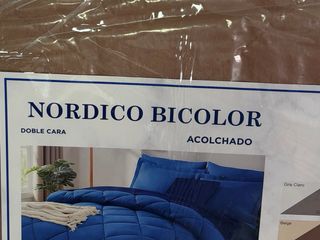 NORDICO BICOLOR
DOBLE CARA
ACOLCHADO
Gris Claro
Beige